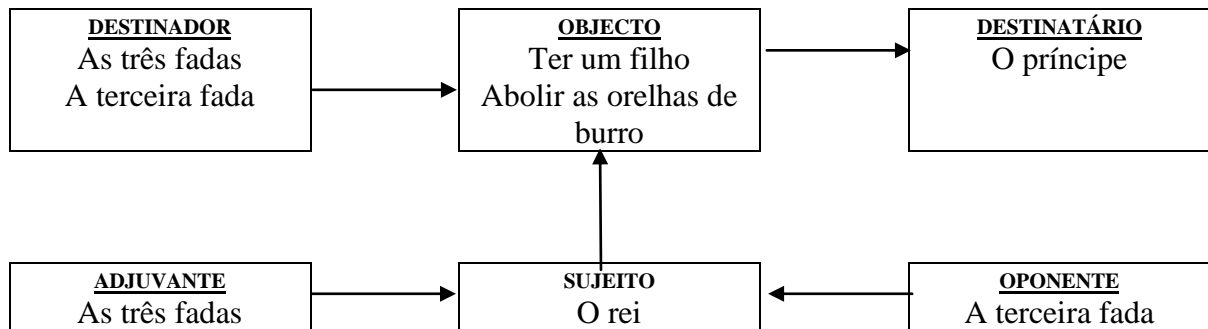 DESTINADOR
As três fadas
A terceira fada
OBJECTO
Ter um filho
Abolir as orelhas de
burro
DESTINATÁRIO
O príncipe
ADJUVANTE
As três fadas
SUJEITO
O rei
OPONENTE
A terceira fada